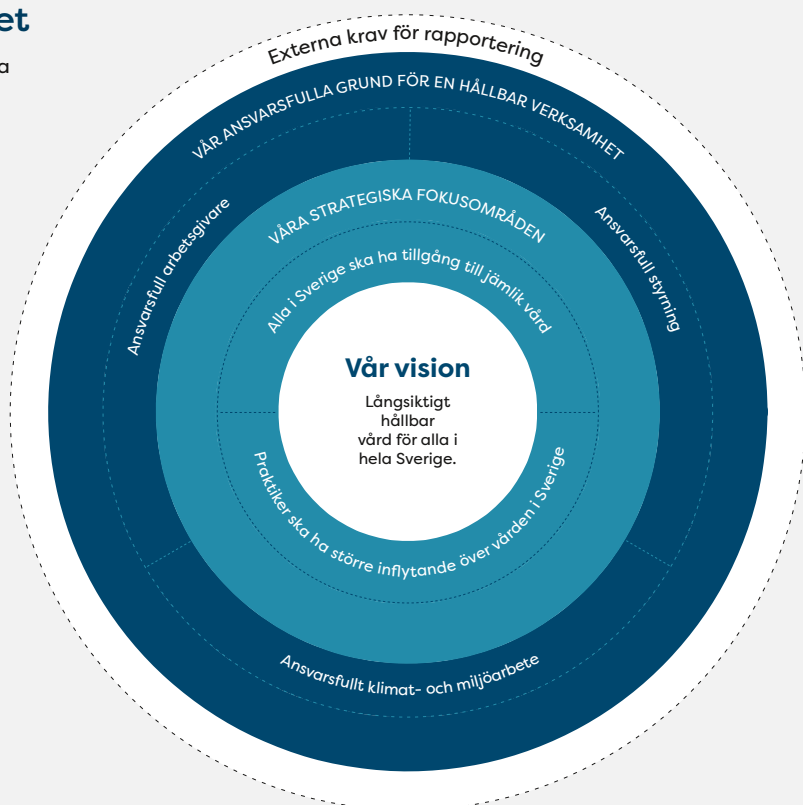 et
a
Externa krav för rapportering
VÅR ANSVARSFULLA GRUND FÖR EN HÅLLBAR VERKSAMHET
Ansvarsfull arbetsgivare
Ansvarsfull styrning
VÅRA STRATEGISKA FOKUSOMRÅDEN
Alla i Sverige ska ha tillgång till jämlik vård
Vår vision
Långsiktigt
hållbar
vård för alla i
hela Sverige.
Praktiker ska ha större inflytande över vården i Sverige
Ansvarsfullt klimat- och miljöarbete